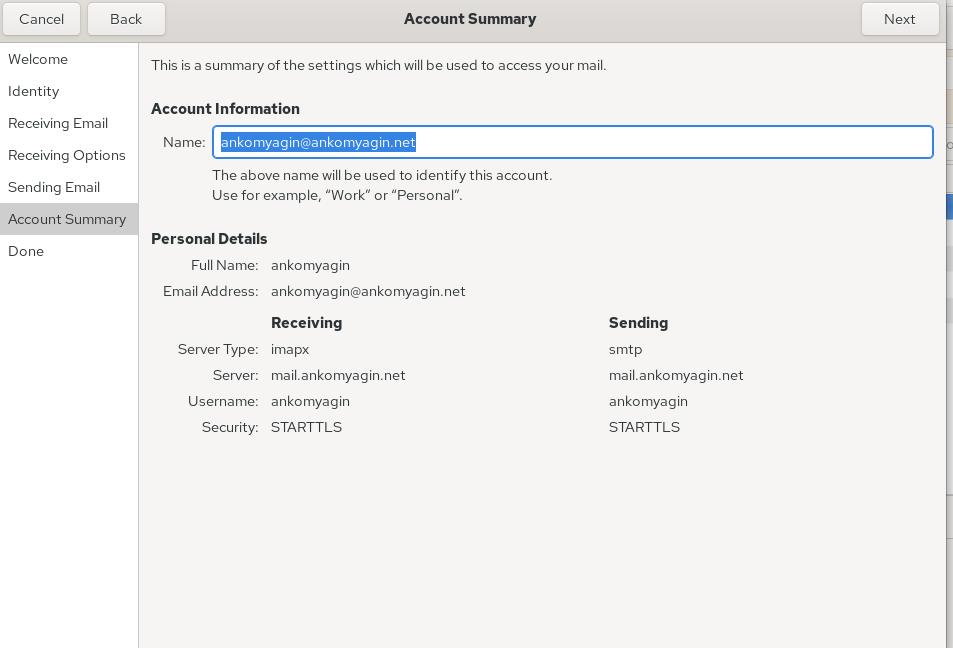 Cancel Back Account Summary Next
Welcome
Identity
Receiving Email
Receiving Options
Sending Email
Account Summary
Done
This is a summary of the settings which will be used to access your mail.
Account Information
Name: ankomyagin@ankomyagin.net
The above name will be used to identify this account.
Use for example, “Work” or “Personal”.
Personal Details
Full Name: ankomyagin
Email Address: ankomyagin@ankomyagin.net
Receiving Sending
Server Type: imapx smtp
Server: mail.ankomyagin.net mail.ankomyagin.net
Username: ankomyagin ankomyagin
Security: STARTTLS STARTTLS